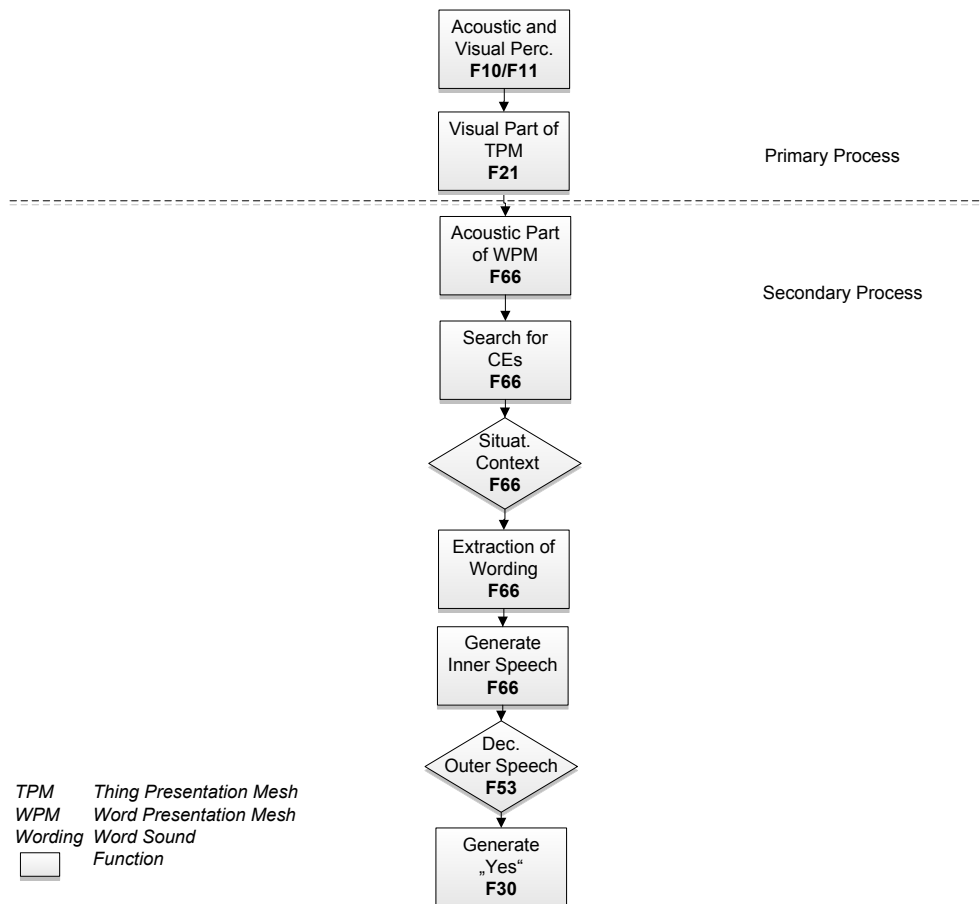 Acoustic and
Visual Perc.
F10/F11
Visual Part of
TPM
F21
Primary Process
Acoustic Part
of WPM
F66
Secondary Process
Search for
CEs
F66
Situat.
Context
F66
Extraction of
Wording
F66
Generate
Inner Speech
F66
Dec.
Outer Speech
F53
TPM Thing Presentation Mesh
WPM Word Presentation Mesh
Wording Word Sound
Function
Generate
„Yes“
F30